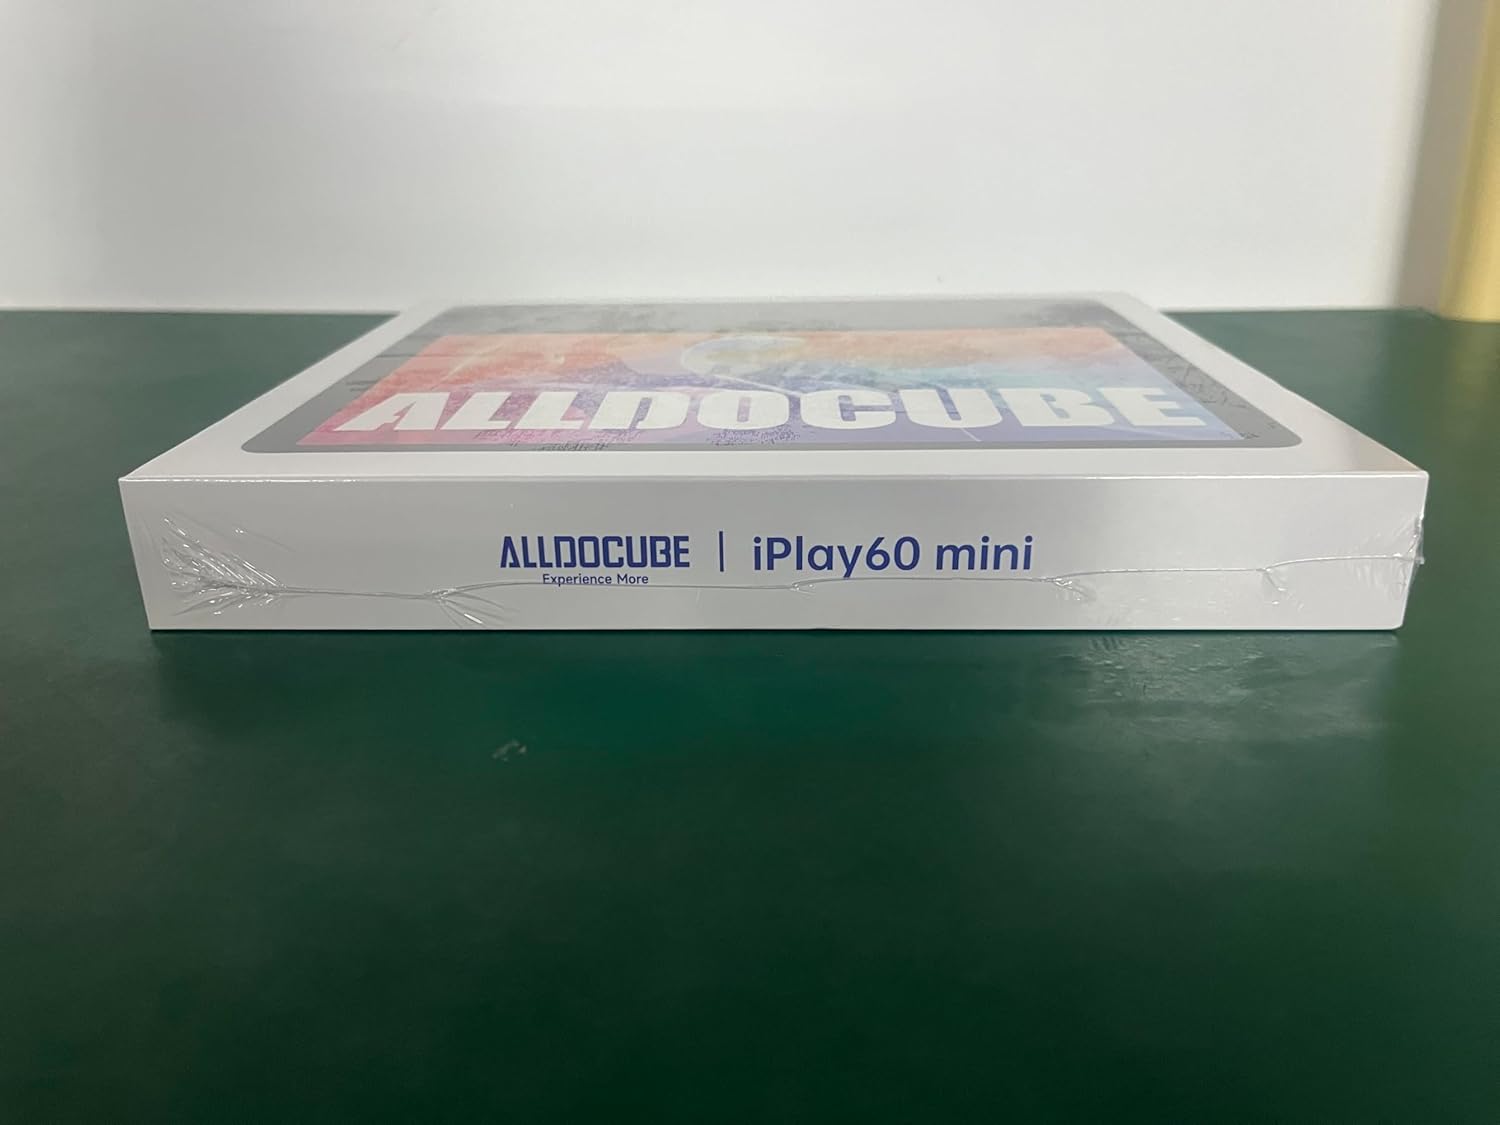 ALLDOCUBE
ALLDOCUBE | iPlay60 mini
Experience More